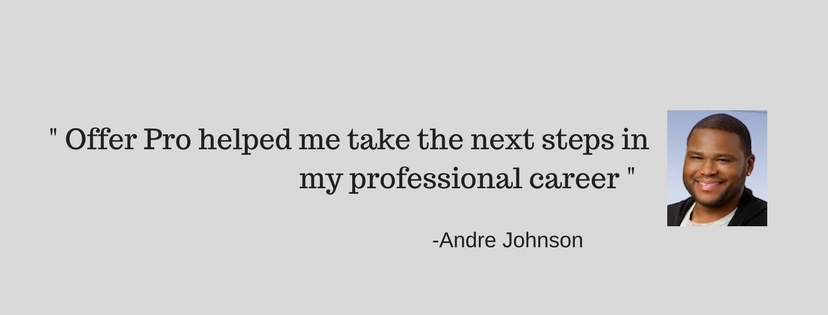 " Offer Pro helped me take the next steps in
my professional career "
-Andre Johnson